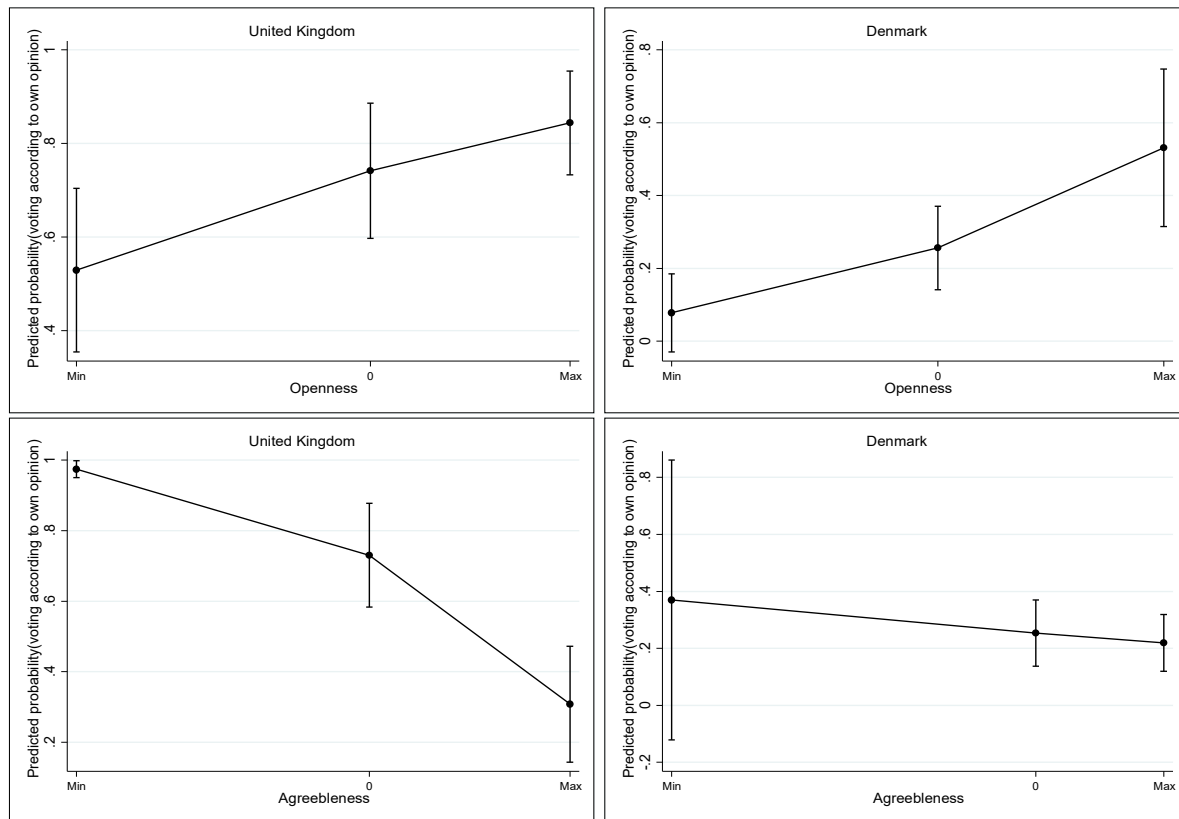 United Kingdom
Predicted probability(voting according to own opinion)
1
.8
.6
.4
Min
0
Max
Openness
Denmark
Predicted probability(voting according to own opinion)
.8
.6
.4
.2
0
Min
0
Max
Openness
United Kingdom
Predicted probability(voting according to own opinion)
1
.8
.6
.4
.2
Min
0
Max
Agreebleness
Denmark
Predicted probability(voting according to own opinion)
.8
.6
.4
.2
0
-.2
Min
0
Max
Agreebleness